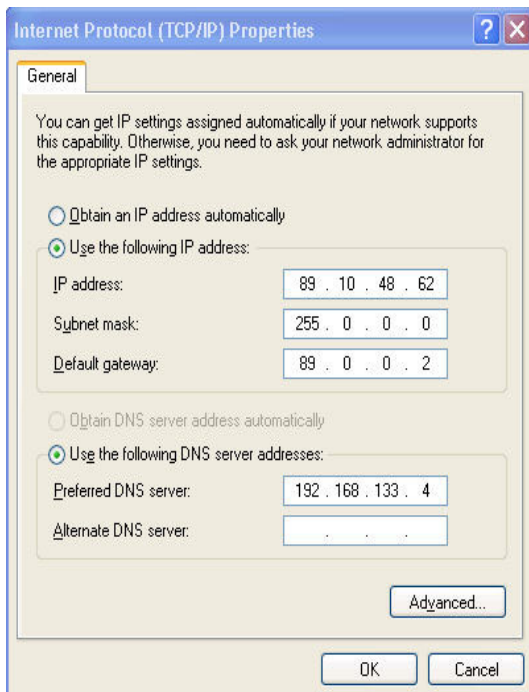 Internet Protocol (TCP/IP) Properties
General
You can get IP settings assigned automatically if your network supports
this capability. Otherwise, you need to ask your network administrator for
the appropriate IP settings.
Obtain an IP address automatically
Use the following IP address:
IP address: 89 . 10 . 48 . 62
Subnet mask: 255 . 0 . 0 . 0
Default gateway: 89 . 0 . 0 . 2
Obtain DNS server address automatically
Use the following DNS server addresses:
Preferred DNS server: 192 . 168 . 133 . 4
Alternate DNS server: . . .
Advanced...
OK Cancel